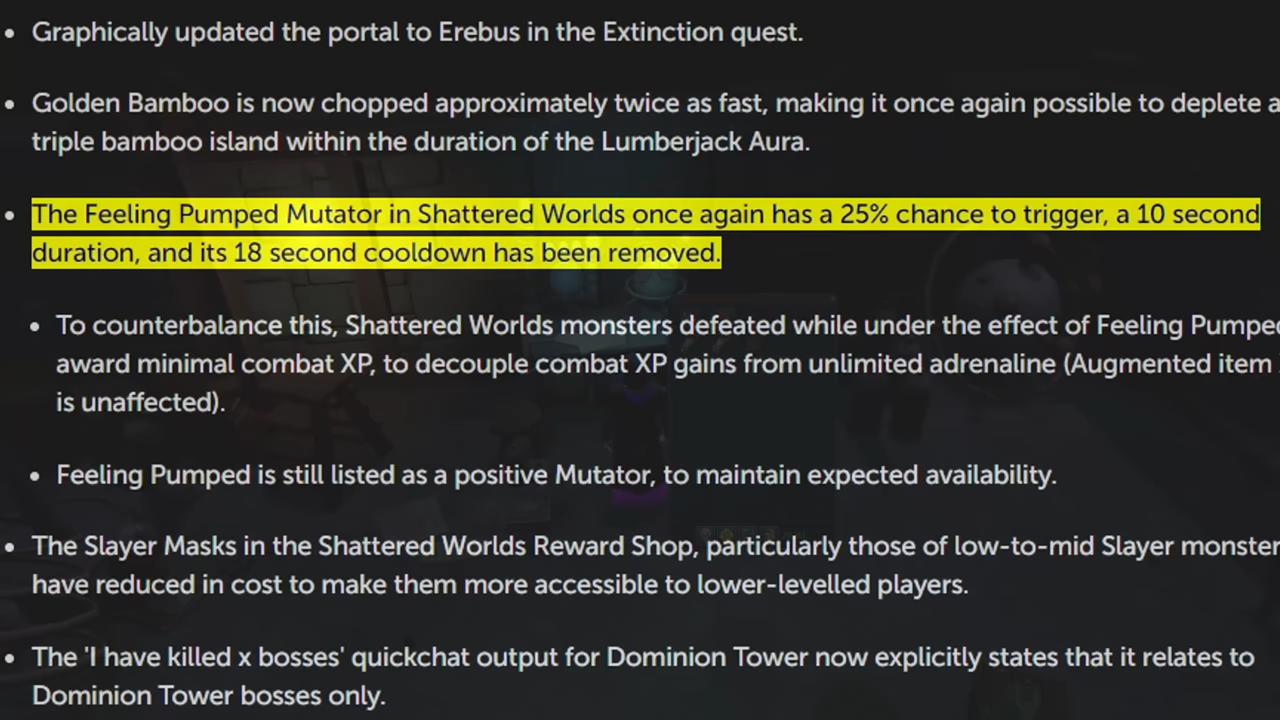 • Graphically updated the portal to Erebus in the Extinction quest.
• Golden Bamboo is now chopped approximately twice as fast, making it once again possible to deplete a
triple bamboo island within the duration of the Lumberjack Aura.
• The Feeling Pumped Mutator in Shattered Worlds once again has a 25% chance to trigger, a 10 second
duration, and its 18 second cooldown has been removed.
• To counterbalance this, Shattered Worlds monsters defeated while under the effect of Feeling Pumped
award minimal combat XP, to decouple combat XP gains from unlimited adrenaline (Augmented item
is unaffected).
• Feeling Pumped is still listed as a positive Mutator, to maintain expected availability.
• The Slayer Masks in the Shattered Worlds Reward Shop, particularly those of low-to-mid Slayer monster
have reduced in cost to make them more accessible to lower-levelled players.
• The 'I have killed x bosses' quickchat output for Dominion Tower now explicitly states that it relates to
Dominion Tower bosses only.